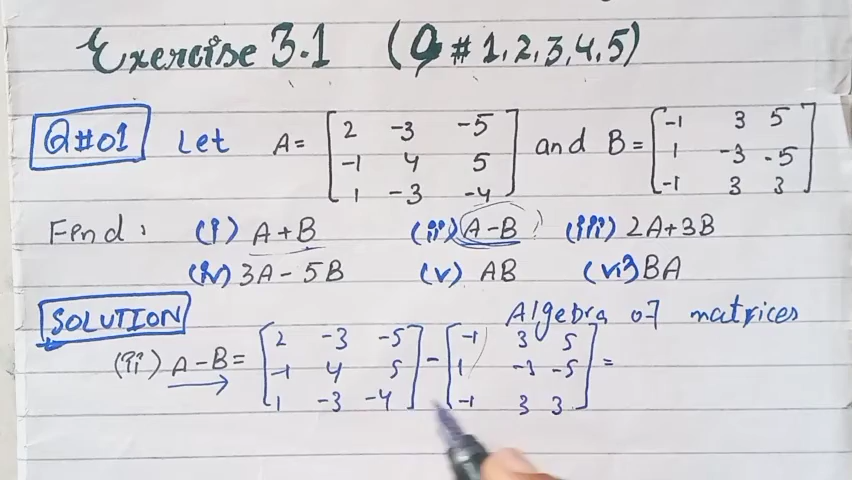 Exercise 3.1 (Q # 1,2,3,4,5)
Q#01 Let A= [2 -3 -5 and B= [-1 3 5
-1 4 5] 1 -3 -5]
1 -3 -4 -1 3 3
Find: (i) A+B (ii) A-B (iii) 2A+3B
(iv) 3A-5B (v) AB (vi) BA
SOLUTION Algebra of matrices
(ii) A-B= [2 -3 -5] - [-1 3 5] =
-1 4 5 1 -3 -5
1 -3 -4 -1 3 3